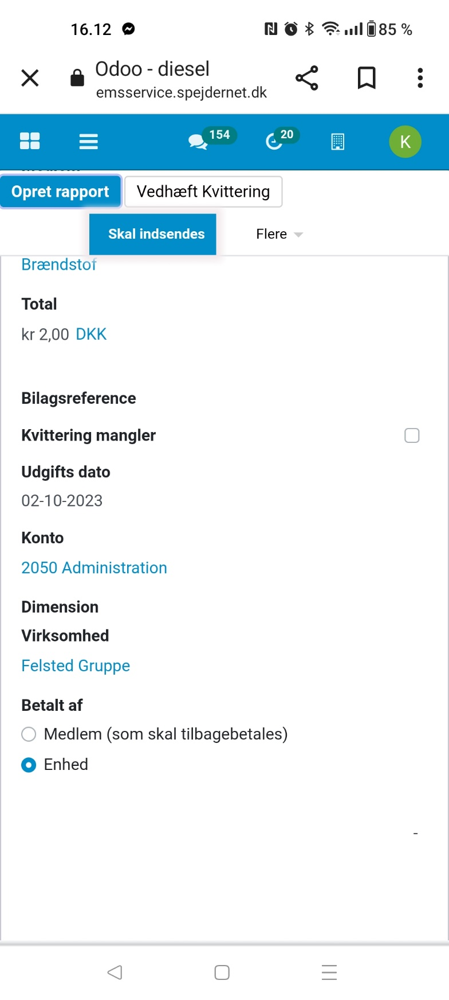 16.12
85 %
Odoo - diesel
emsservice.spejdernet.dk
154
20
K
Opret rapport
Vedhæft Kvittering
Skal indsendes
Flere
Brændstof
Total
kr 2,00 DKK
Bilagsreference
Kvittering mangler
Udgifts dato
02-10-2023
Konto
2050 Administration
Dimension
Virksomhed
Felsted Gruppe
Betalt af
Medlem (som skal tilbagebetales)
Enhed
-